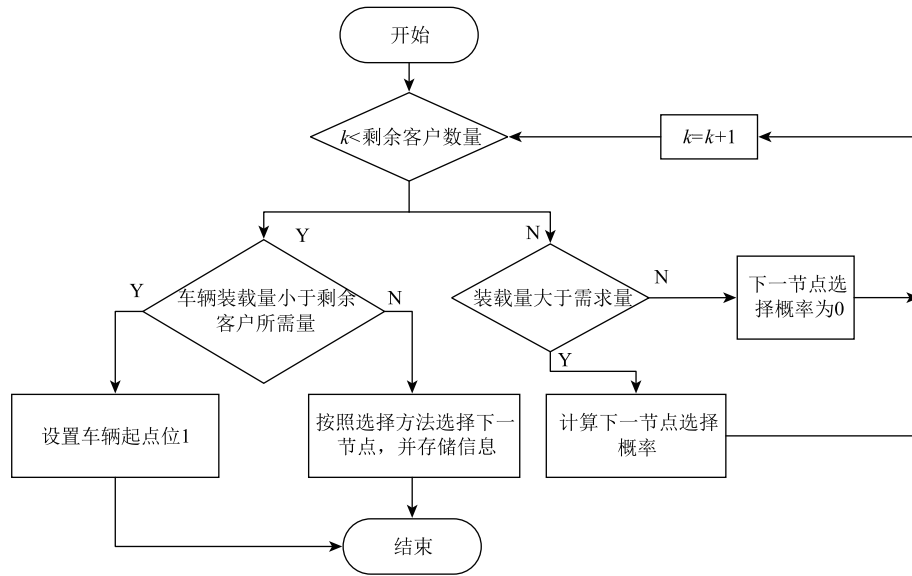 开始
k<剩余客户数量
k=k+1
Y
N
Y
车辆装载量小于剩余
客户所需量
N
装载量大于需求量
N
下一节点选
择概率为0
Y
设置车辆起点位1
按照选择方法选择下一
节点，并存储信息
计算下一节点选择
概率
结束